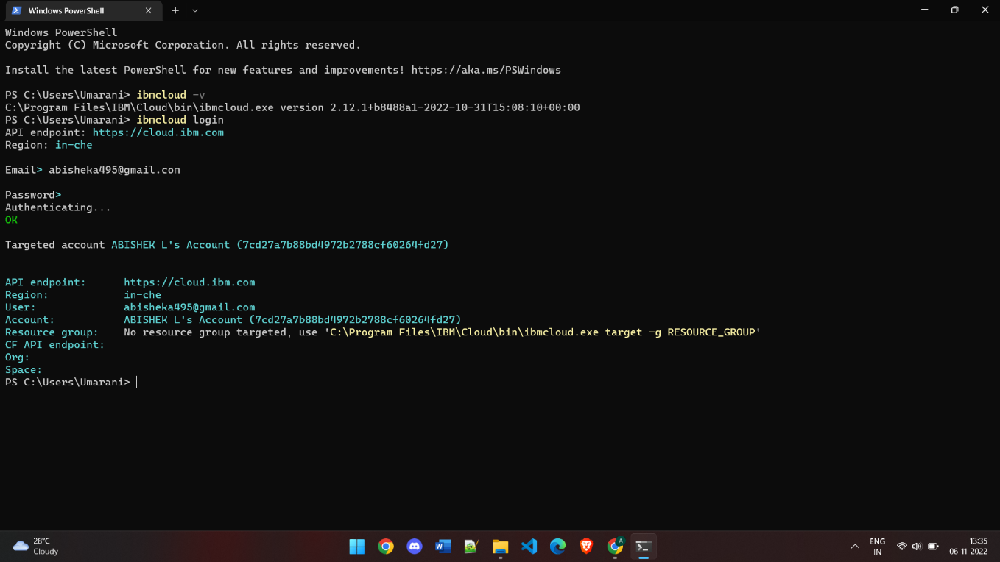 Windows PowerShell
Windows PowerShell
Copyright (C) Microsoft Corporation. All rights reserved.
Install the latest PowerShell for new features and improvements! https://aka.ms/PSWindows
PS C:\Users\Umarani> ibmcloud -v
C:\Program Files\IBM\Cloud\bin\ibmcloud.exe version 2.12.1+b8488a1-2022-10-31T15:08:10+00:00
PS C:\Users\Umarani> ibmcloud login
API endpoint: https://cloud.ibm.com
Region: in-che
Email> abisheka495@gmail.com
Password>
Authenticating...
OK
Targeted account ABISHEK L's Account (7cd27a7b88bd4972b2788cf60264fd27)
API endpoint: https://cloud.ibm.com
Region: in-che
User: abisheka495@gmail.com
Account: ABISHEK L's Account (7cd27a7b88bd4972b2788cf60264fd27)
Resource group: No resource group targeted, use 'C:\Program Files\IBM\Cloud\bin\ibmcloud.exe target -g RESOURCE_GROUP'
CF API endpoint:
Org:
Space:
PS C:\Users\Umarani>
28°C
Cloudy
ENG
IN
13:35
06-11-2022